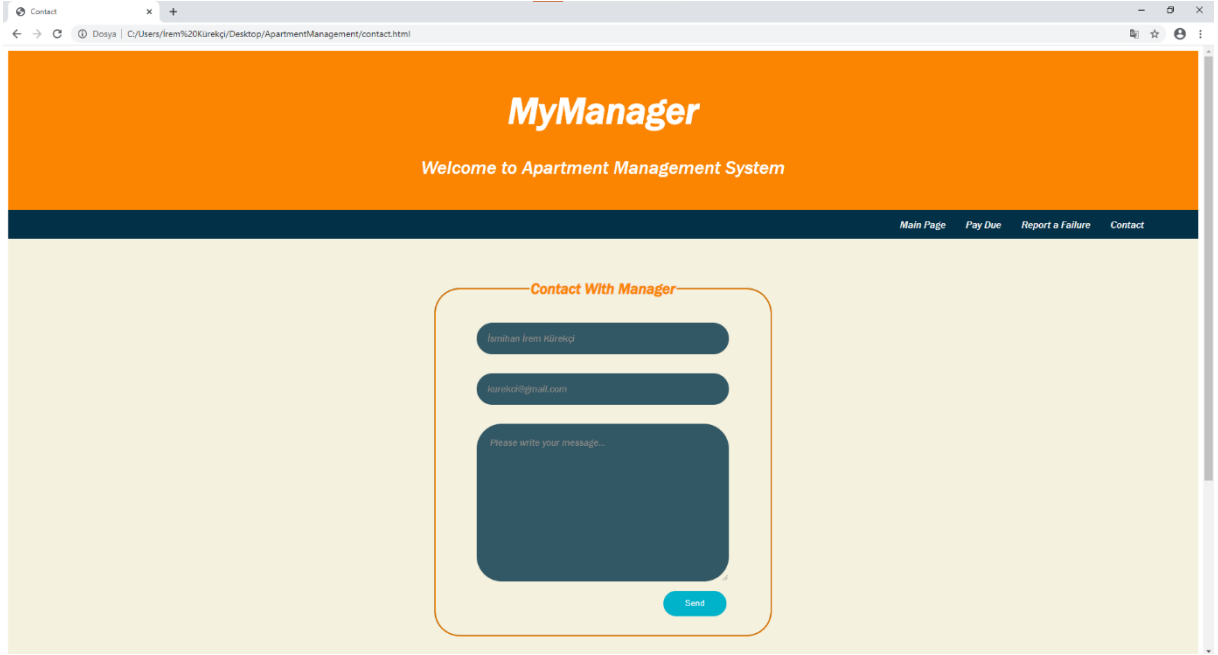 Contact
Dosya | C:/Users/İrem%20Kürekçi/Desktop/ApartmentManagement/contact.html
MyManager
Welcome to Apartment Management System
Main Page Pay Due Report a Failure Contact
Contact With Manager
İsmihan İrem Kürekçi
kurekci@gmail.com
Please write your message...
Send